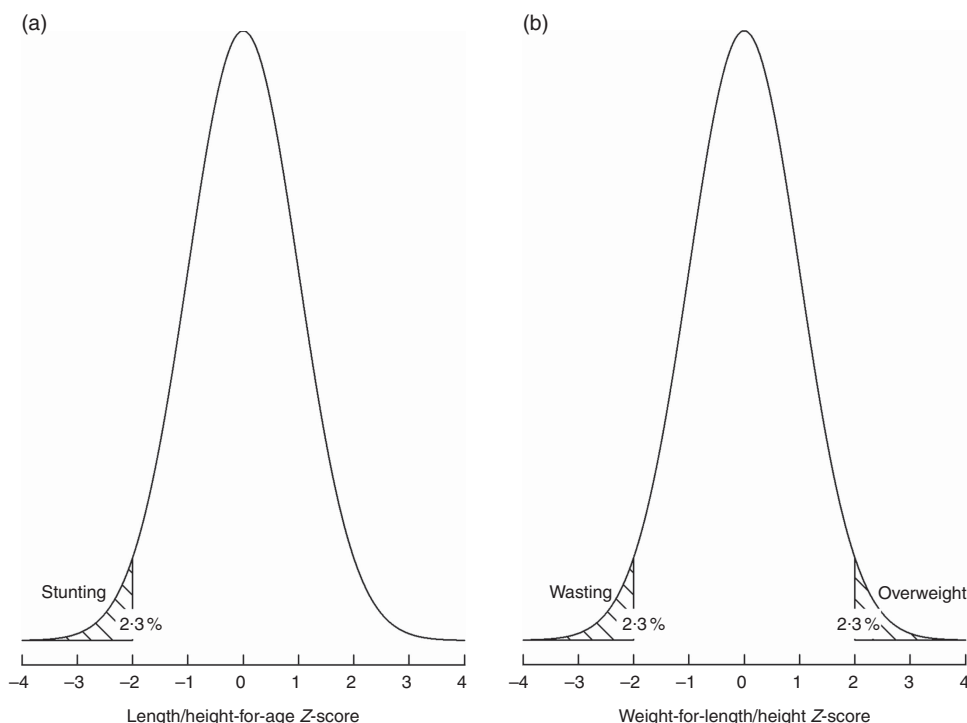 (a)
Stunting
2·3 %
–4 –3 –2 –1 0 1 2 3 4
Length/height-for-age Z-score
(b)
Wasting
2·3 %
Overweight
2·3 %
–4 –3 –2 –1 0 1 2 3 4
Weight-for-length/height Z-score